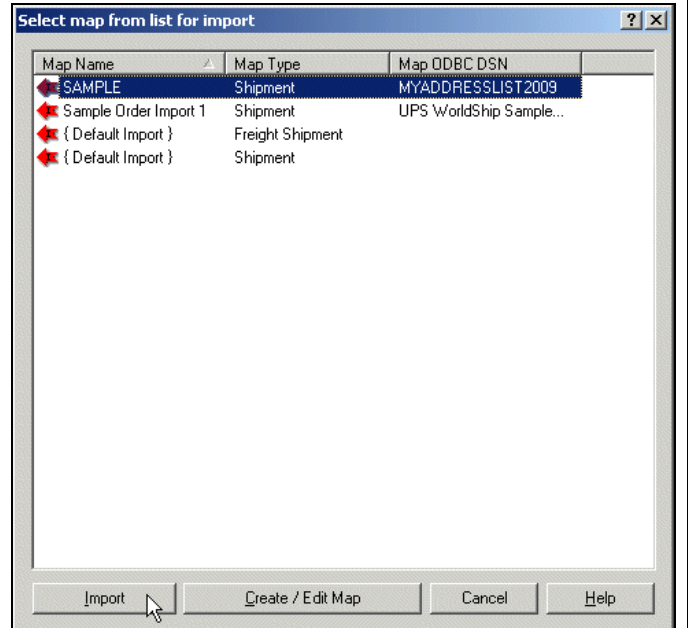 Select map from list for import
Map Name Map Type Map ODBC DSN
SAMPLE Shipment MYADDRESSLIST2009
Sample Order Import 1 Shipment UPS WorldShip Sample...
{ Default Import } Freight Shipment
{ Default Import } Shipment
Import Create / Edit Map Cancel Help